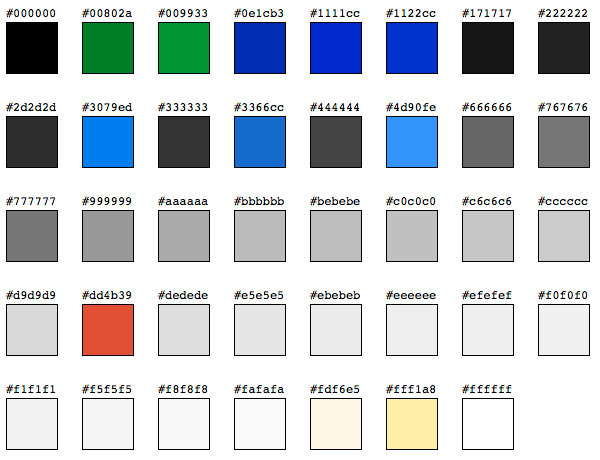 #000000 #00802a #009933 #0e1cb3 #1111cc #1122cc #171717 #222222
#2d2d2d #3079ed #333333 #3366cc #444444 #4d90fe #666666 #767676
#777777 #999999 #aaaaaa #bbbbbb #bebebe #c0c0c0 #c6c6c6 #cccccc
#d9d9d9 #dd4b39 #dedede #e5e5e5 #ebebeb #eeeeee #efefef #f0f0f0
#f1f1f1 #f5f5f5 #f8f8f8 #fafafa #fdf6e5 #fff1a8 #ffffff